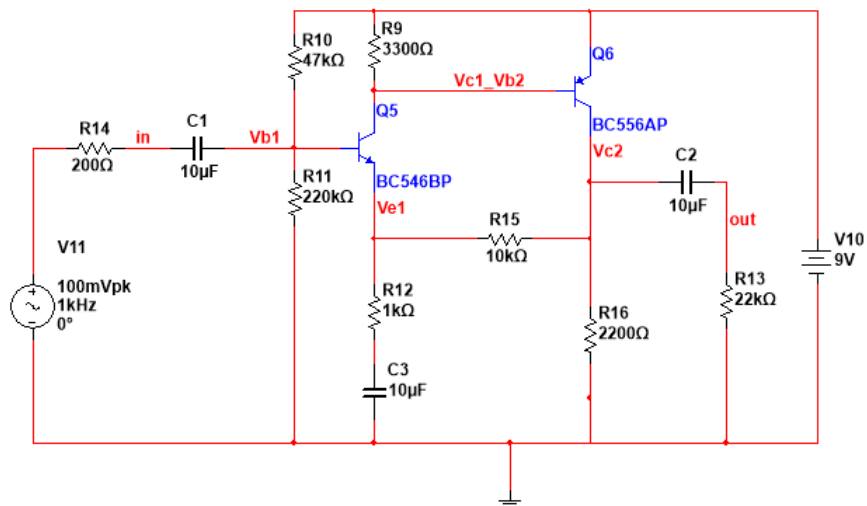 R10
47kΩ
R9
3300Ω
Q6
Vc1_Vb2
Q5
BC556AP
R14
200Ω
in
C1
10µF
Vb1
R11
220kΩ
BC546BP
Ve1
Vc2
C2
10µF
out
R15
10kΩ
V10
9V
V11
100mVpk
1kHz
0°
R12
1kΩ
R16
2200Ω
R13
22kΩ
C3
10µF